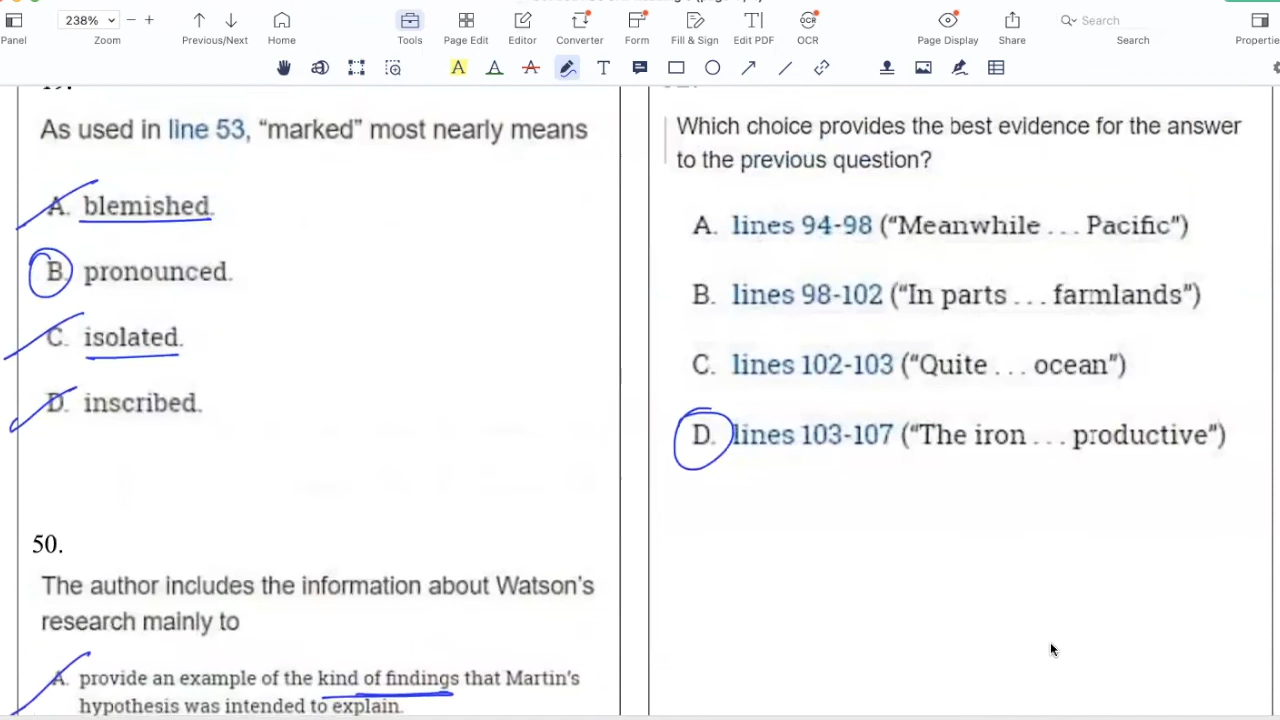 238%
Panel
Zoom
Previous/Next
Home
Tools
Page Edit
Editor
Converter
Form
Fill & Sign
Edit PDF
OCR
OCR
Page Display
Share
Search
Search
Propertie
As used in line 53, “marked” most nearly means
A. blemished.
B. pronounced.
C. isolated.
D. inscribed.
50.
The author includes the information about Watson's
research mainly to
A. provide an example of the kind of findings that Martin's
hypothesis was intended to explain.
Which choice provides the best evidence for the answer
to the previous question?
A. lines 94-98 (“Meanwhile . . . Pacific”)
B. lines 98-102 (“In parts . . . farmlands”)
C. lines 102-103 (“Quite . . . ocean”)
D. lines 103-107 (“The iron . . . productive”)